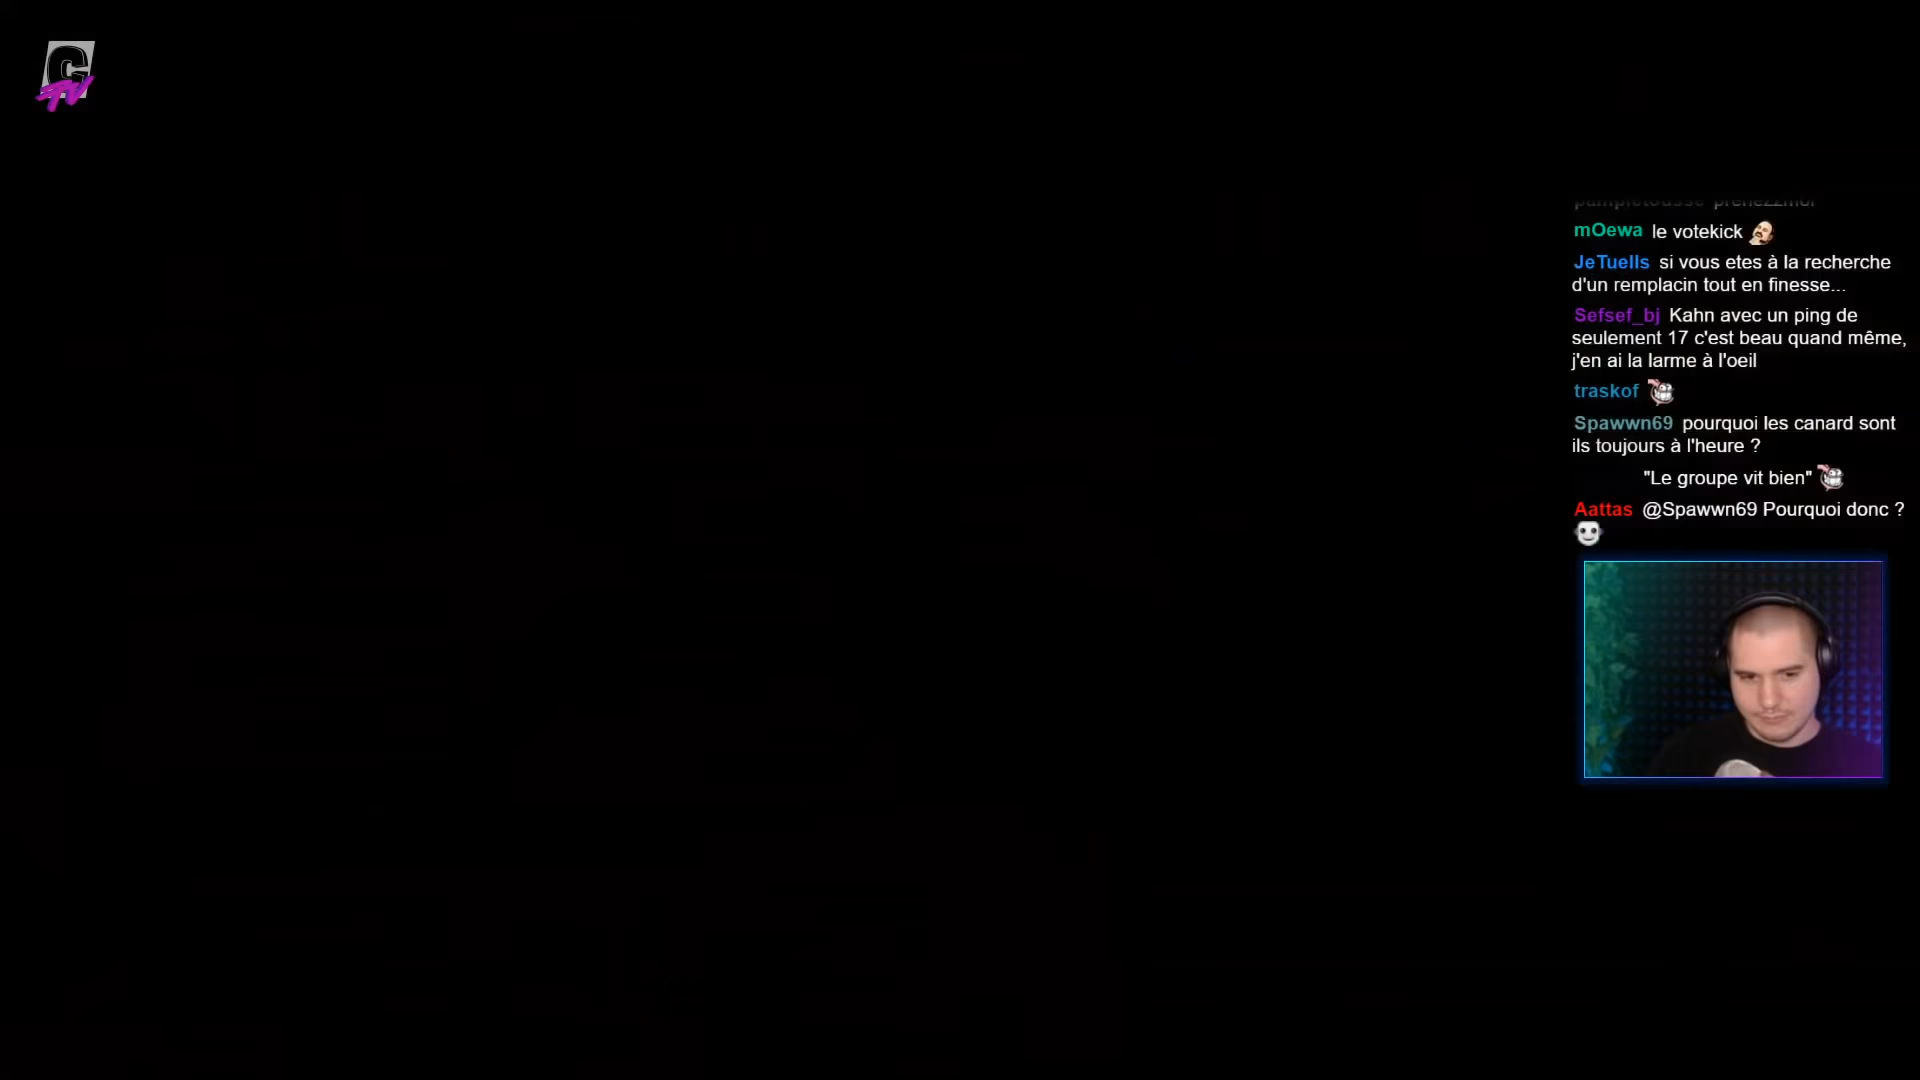 C
TV
mOewa le votekick
JeTuells si vous etes à la recherche
d'un remplacin tout en finesse...
Sefsef_bj Kahn avec un ping de
seulement 17 c'est beau quand même,
j'en ai la larme à l'oeil
traskof
Spawwn69 pourquoi les canard sont
ils toujours à l'heure ?
"Le groupe vit bien"
Aattas @Spawwn69 Pourquoi donc ?